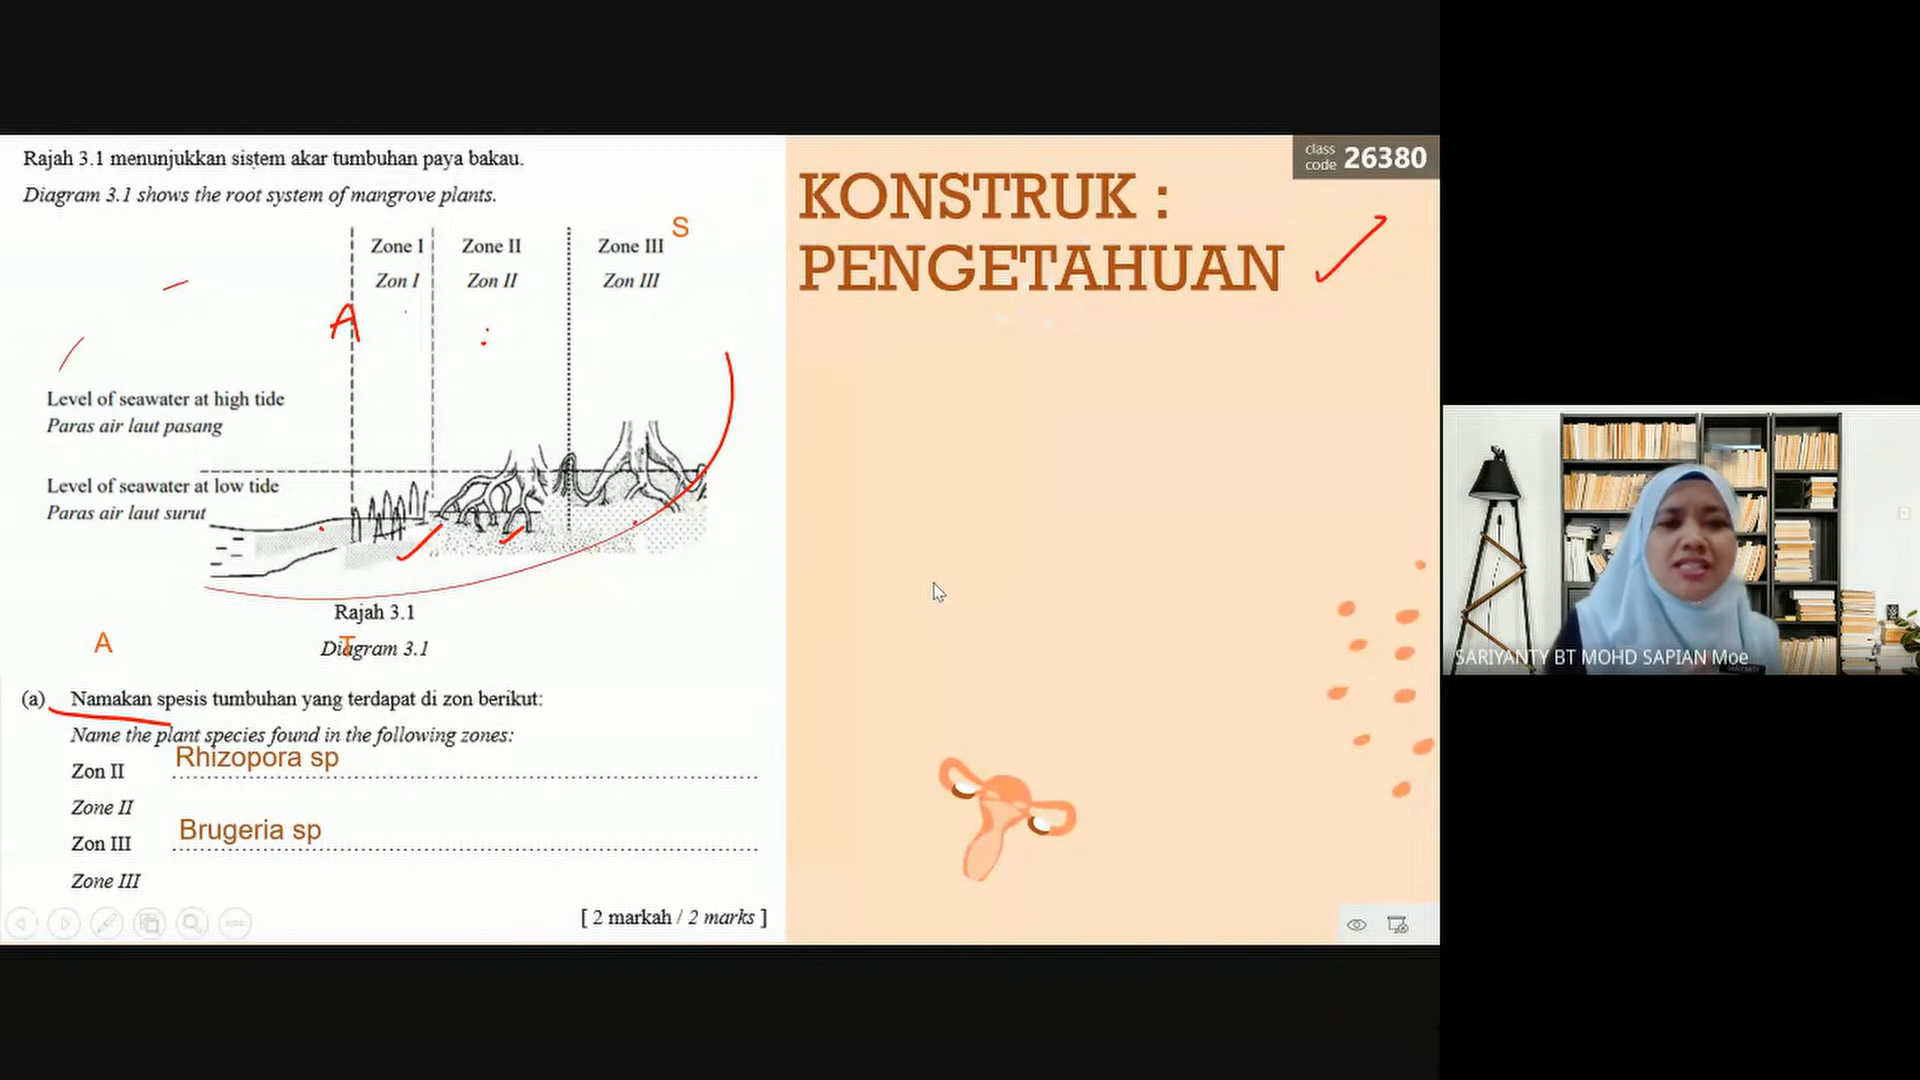 Rajah 3.1 menunjukkan sistem akar tumbuhan paya bakau.
Diagram 3.1 shows the root system of mangrove plants.
S
Zone I Zone II Zone III
Zon I Zon II Zon III
A
Level of seawater at high tide
Paras air laut pasang
Level of seawater at low tide
Paras air laut surut
Rajah 3.1
A
T
Diagram 3.1
(a) Namakan spesis tumbuhan yang terdapat di zon berikut:
Name the plant species found in the following zones:
Rhizopora sp
Zon II
Zone II
Brugeria sp
Zon III
Zone III
[ 2 markah / 2 marks ]
KONSTRUK :
PENGETAHUAN
class code 26380
SARIYANTY BT MOHD SAPIAN Moe